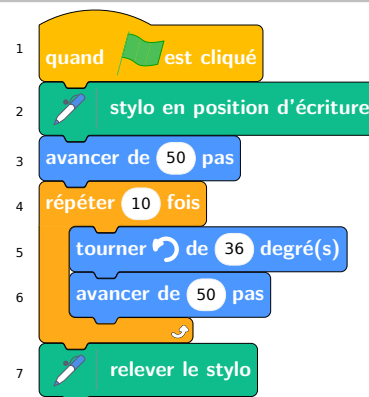 1 quand est cliqué
2 stylo en position d'écriture
3 avancer de 50 pas
4 répéter 10 fois
5 tourner de 36 degré(s)
6 avancer de 50 pas
7 relever le stylo